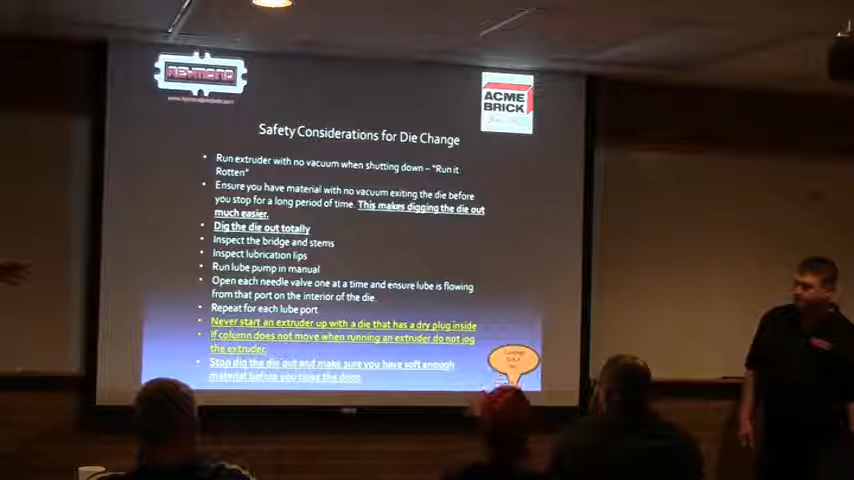 REYMOND
ACME
BRICK
Safety Considerations for Die Change
• Run extruder with no vacuum when shutting down – "Run it
Rotten"
• Ensure you have material with no vacuum exiting the die before
you stop for a long period of time. This makes digging the die out
much easier.
• Dig the die out totally
• Inspect the bridge and stems
• Inspect lubrication lips
• Run lube pump in manual
• Open each needle valve one at a time and ensure lube is flowing
from that port on the interior of the die.
• Repeat for each lube port
• Never start an extruder up with a die that has a dry plug inside
• If column does not move when running an extruder do not jog
the extruder.
• Stop dig the die out and make sure you have soft enough
material before you close the door.